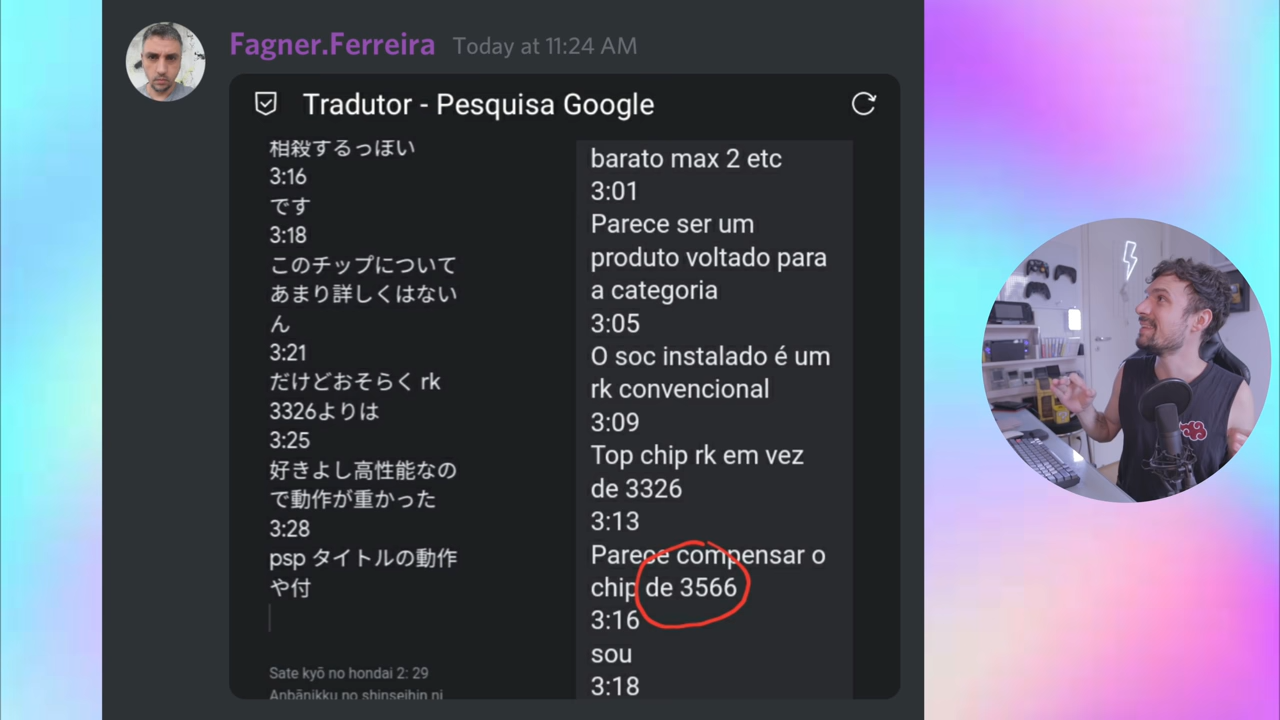 Fagner.Ferreira Today at 11:24 AM
Tradutor - Pesquisa Google
相殺するっぽい
3:16
です
3:18
このチップについて
あまり詳しくはない
ん
3:21
だけどおそらく rk
3326よりは
3:25
好きよし高性能なの
で動作が重かった
3:28
psp タイトルの動作
や付
Sate kyō no hondai 2: 29
Anbānikku no shinseihin ni
barato max 2 etc
3:01
Parece ser um
produto voltado para
a categoria
3:05
O soc instalado é um
rk convencional
3:09
Top chip rk em vez
de 3326
3:13
Parece compensar o
chip de 3566
3:16
sou
3:18